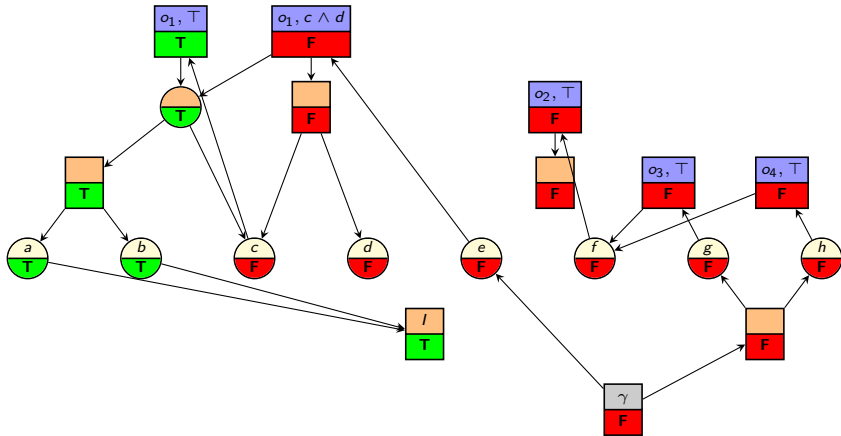 o₁, ⊤
T
o₁, c ∧ d
F
T
F
o₂, ⊤
F
T
F
o₃, ⊤
F
o₄, ⊤
F
a
T
b
T
c
F
d
F
e
F
f
F
g
F
h
F
I
T
F
γ
F